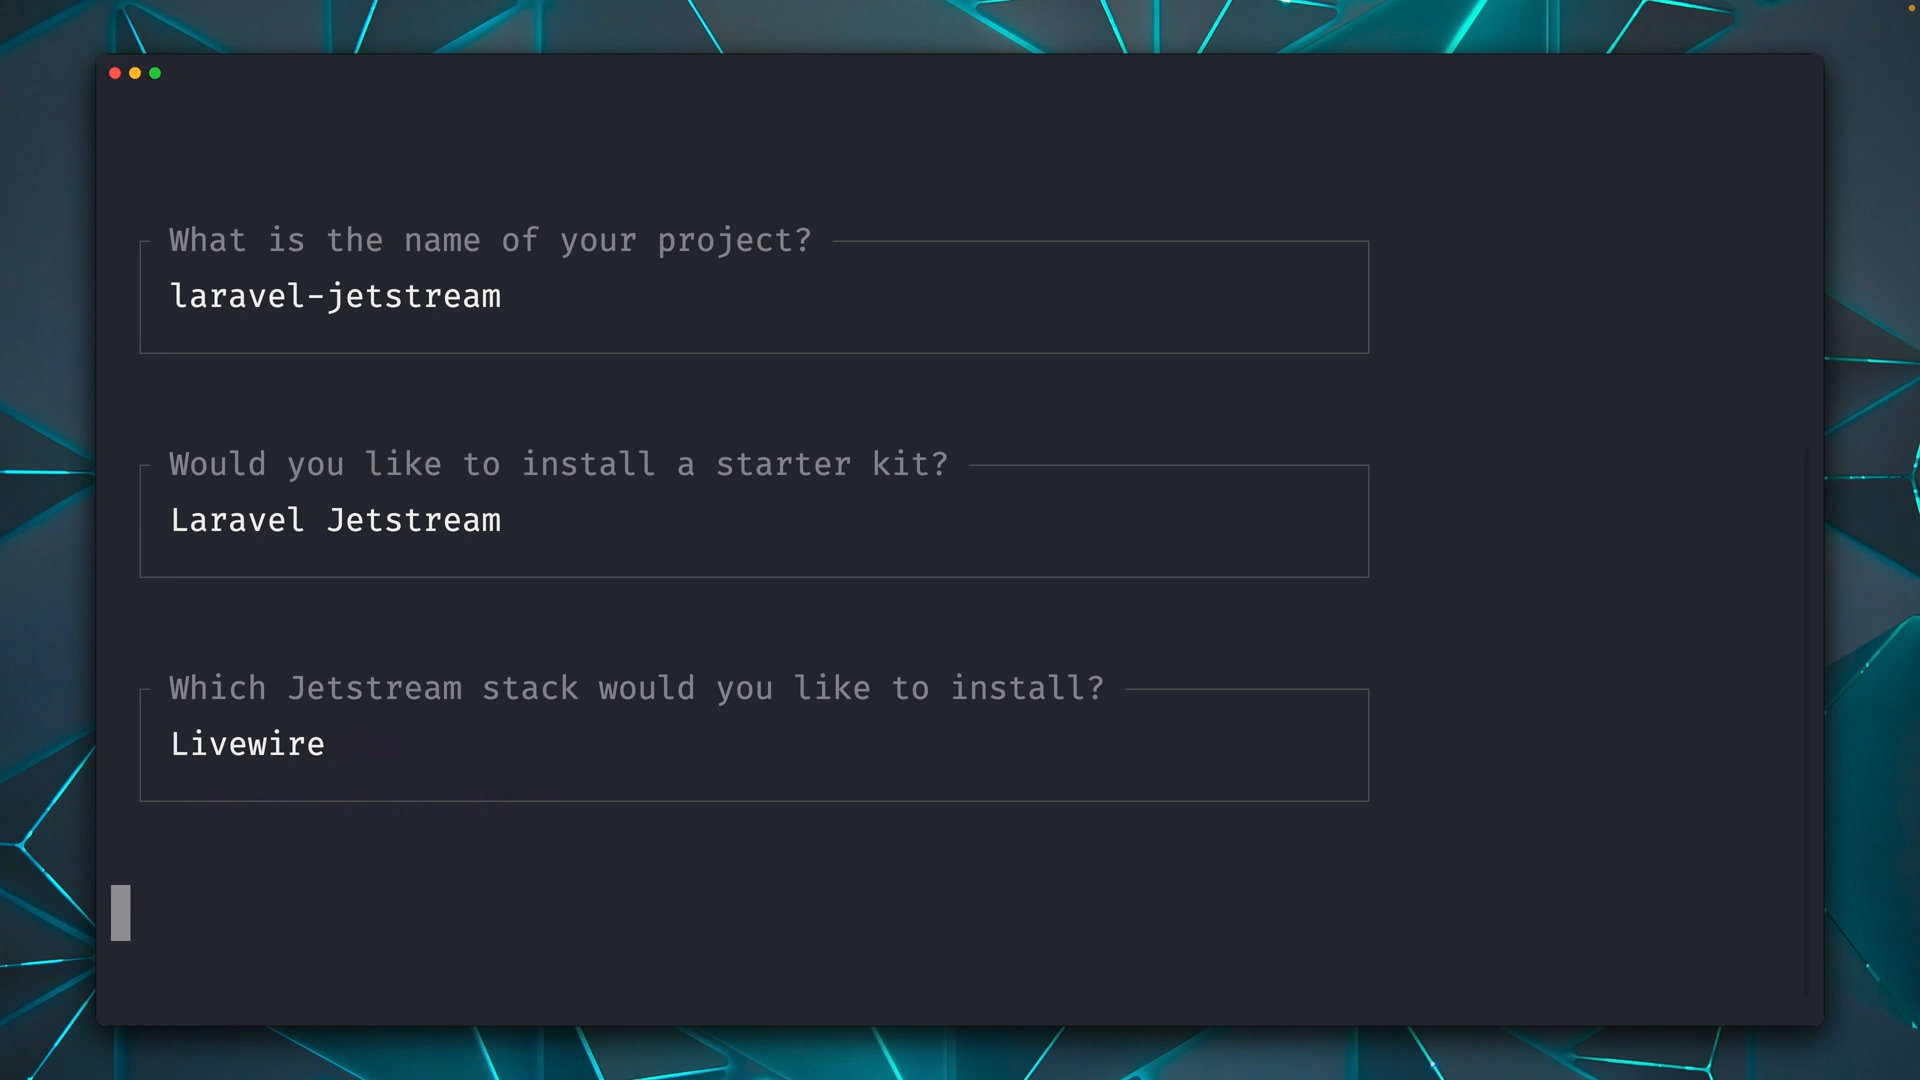 What is the name of your project?
laravel-jetstream
Would you like to install a starter kit?
Laravel Jetstream
Which Jetstream stack would you like to install?
Livewire